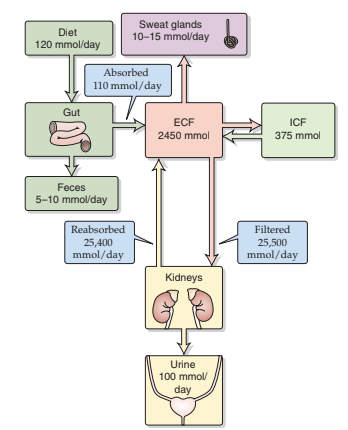 Diet
120 mmol/day
Sweat glands
10–15 mmol/day
Absorbed
110 mmol/day
Gut
ECF
2450 mmol
ICF
375 mmol
Feces
5–10 mmol/day
Reabsorbed
25,400
mmol/day
Filtered
25,500
mmol/day
Kidneys
Urine
100 mmol/
day